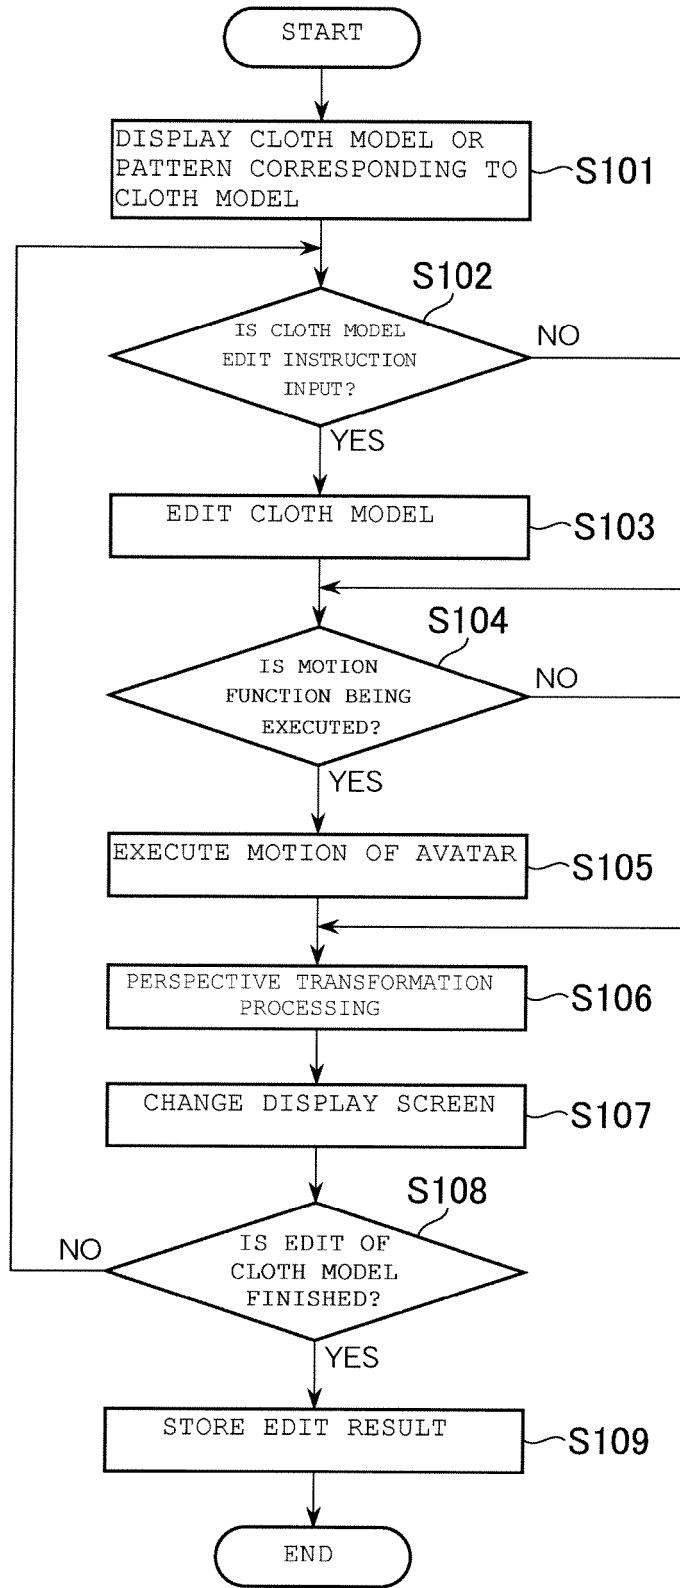 START
DISPLAY CLOTH MODEL OR
PATTERN CORRESPONDING TO
CLOTH MODEL
S101
S102
IS CLOTH MODEL
EDIT INSTRUCTION
INPUT?
NO
YES
EDIT CLOTH MODEL
S103
S104
IS MOTION
FUNCTION BEING
EXECUTED?
NO
YES
EXECUTE MOTION OF AVATAR
S105
PERSPECTIVE TRANSFORMATION
PROCESSING
S106
CHANGE DISPLAY SCREEN
S107
S108
NO
IS EDIT OF
CLOTH MODEL
FINISHED?
YES
STORE EDIT RESULT
S109
END